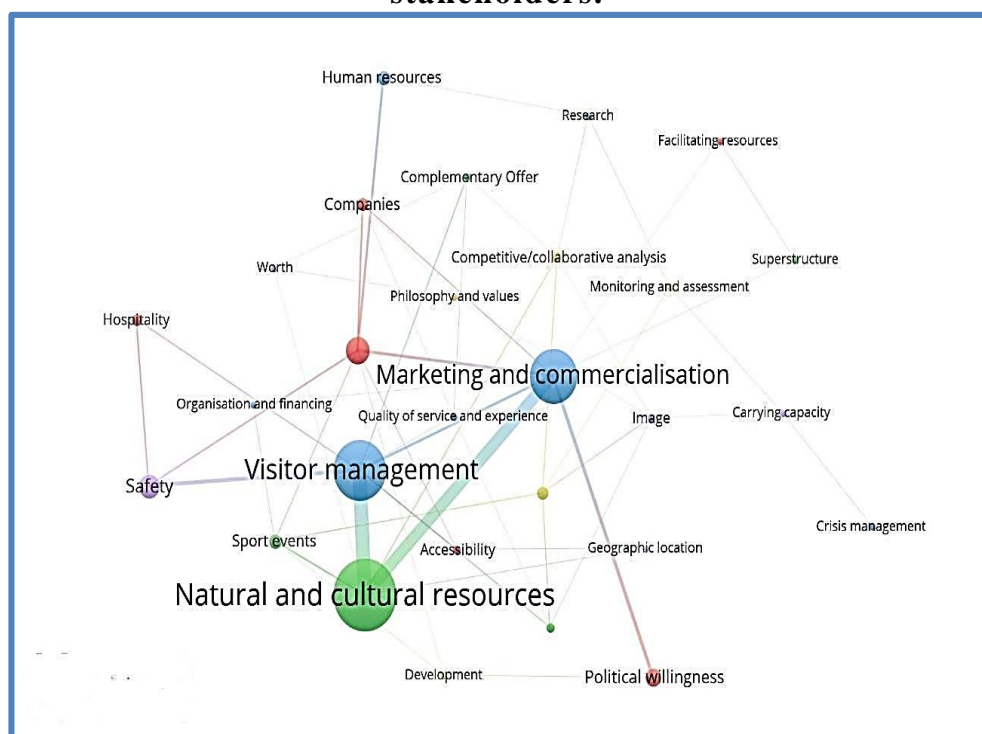 stakeholders.
Human resources
Research
Facilitating resources
Complementary Offer
Companies
Competitive/collaborative analysis
Superstructure
Worth
Monitoring and assessment
Philosophy and values
Hospitality
Marketing and commercialisation
Organisation and financing
Quality of service and experience
Image
Carrying capacity
Visitor management
Safety
Crisis management
Sport events
Accessibility
Geographic location
Natural and cultural resources
Development
Political willingness